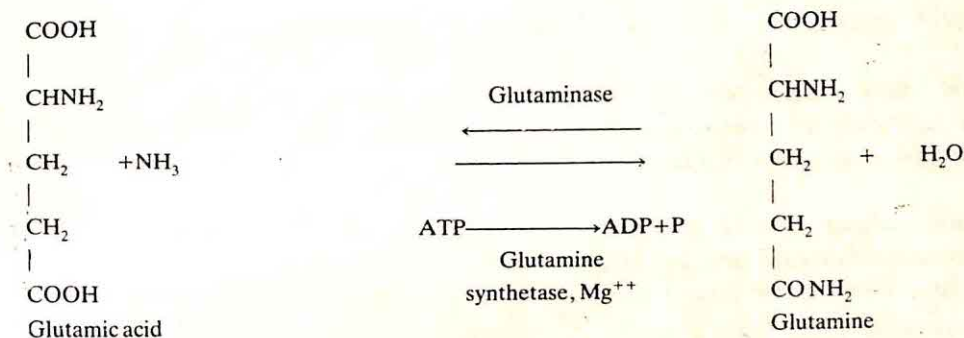 COOH
|
CHNH₂
|
CH₂ +NH₃
|
CH₂
|
COOH
Glutamic acid
Glutaminase
←
→
ATP→ADP+P
Glutamine
synthetase, Mg⁺⁺
COOH
|
CHNH₂
|
CH₂ + H₂O
|
CH₂
|
CONH₂
Glutamine